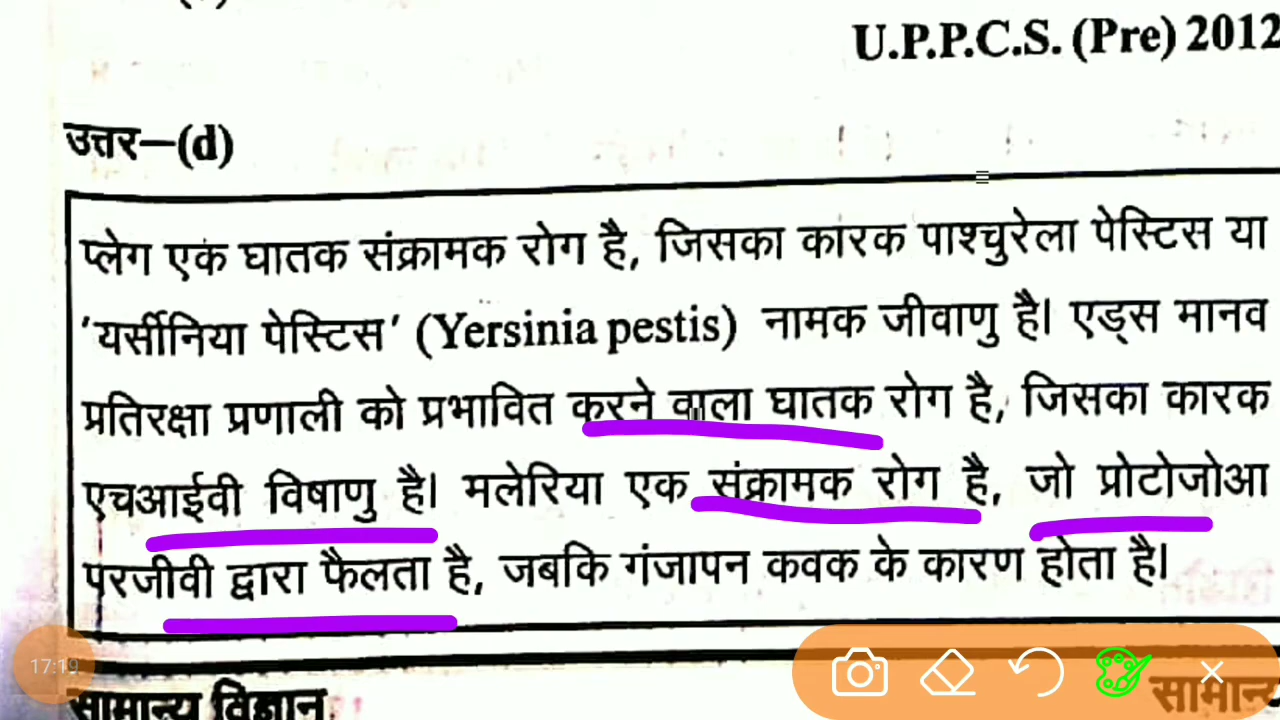 U.P.P.C.S. (Pre) 2012
उत्तर–(d)
प्लेग एक घातक संक्रामक रोग है, जिसका कारक पाश्चुरेला पेस्टिस या
'यर्सीनिया पेस्टिस' (Yersinia pestis) नामक जीवाणु है। एड्स मानव
प्रतिरक्षा प्रणाली को प्रभावित करने वाला घातक रोग है, जिसका कारक
एचआईवी विषाणु है। मलेरिया एक संक्रामक रोग है, जो प्रोटोजोआ
परजीवी द्वारा फैलता है, जबकि गंजापन कवक के कारण होता है।
17:19
सामान्य विज्ञान